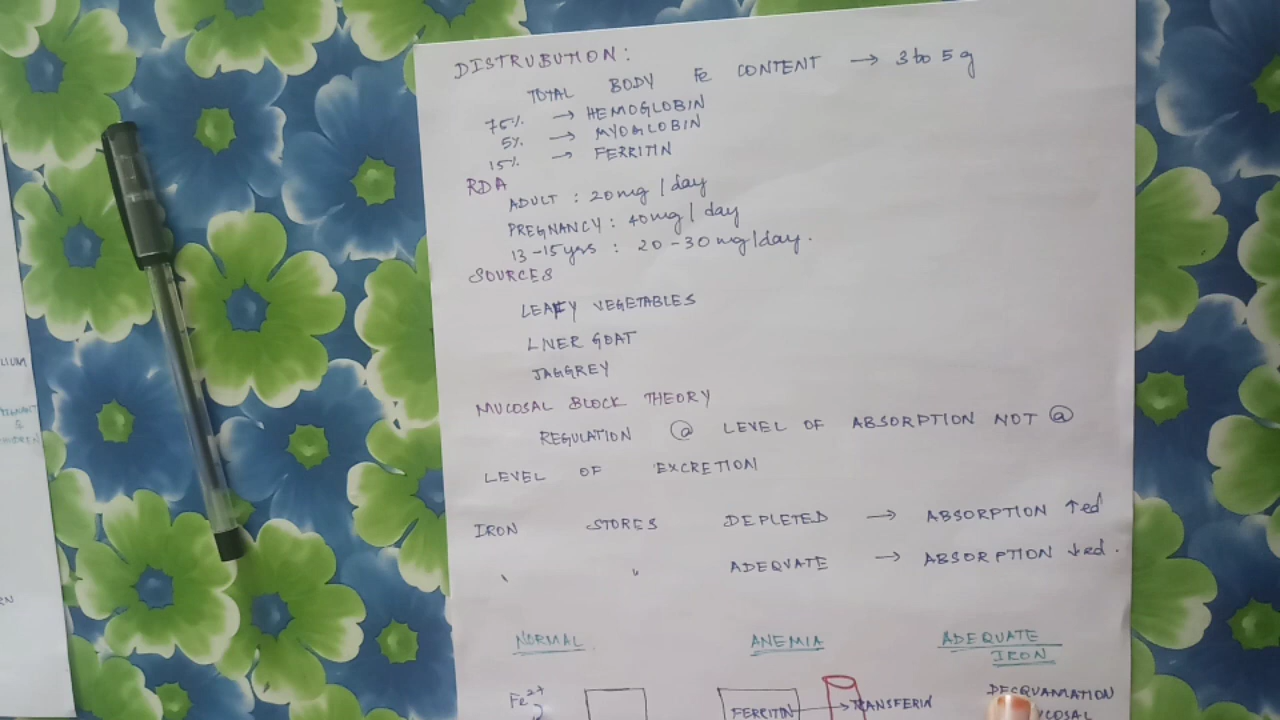 DISTRUBUTION:
TOTAL BODY Fe CONTENT → 3 to 5 g
75% → HEMOGLOBIN
5% → MYOGLOBIN
15% → FERRITIN
RDA
ADULT : 20mg / day
PREGNANCY : 40mg / day
13-15yrs : 20-30 mg/day.
SOURCES
LEAFY VEGETABLES
LIVER GOAT
JAGGREY
MUCOSAL BLOCK THEORY
REGULATION @ LEVEL OF ABSORPTION NOT @
LEVEL OF EXCRETION
IRON STORES DEPLETED → ABSORPTION ↑ed
" " ADEQUATE → ABSORPTION ↓ed.
NORMAL ANEMIA ADEQUATE
IRON
Fe2+ FERRITIN → TRANSFERIN DESQUAMATION